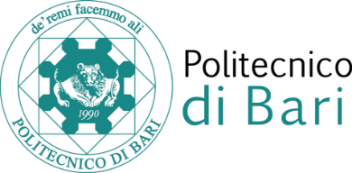 de' remi facemmo ali
1990
POLITECNICO DI BARI
Politecnico
di Bari